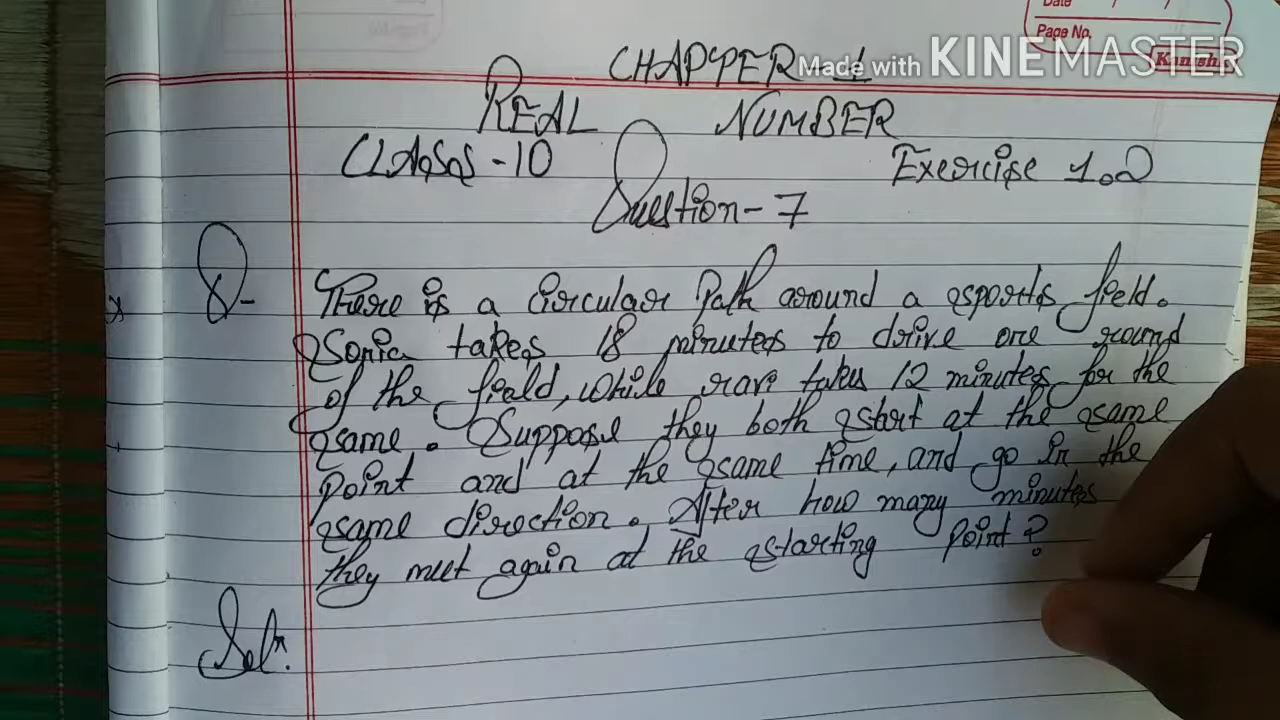 Date / /
Page No.
Kanishk
Made with KINEMASTER
CHAPTER-1
REAL NUMBER
CLASS-10 Exercise 1.2
Question-7
Q- There is a Circular Path around a sports field.
Sonia takes 18 minutes to drive one round
of the field, while ravi takes 12 minutes for the
same. Suppose they both start at the same
point and at the same time, and go in the
same direction. After how many minutes
they meet again at the starting point?
Solⁿ.